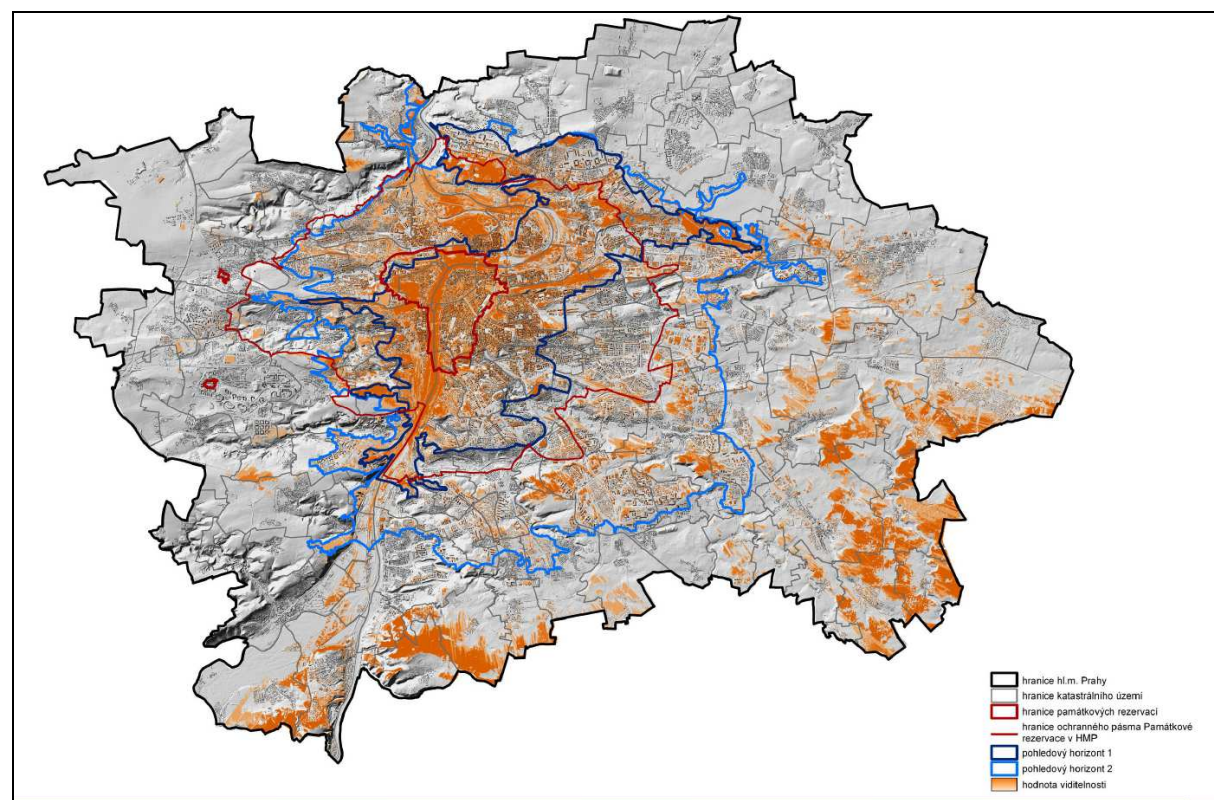 hranice hl.m. Prahy
hranice katastrálního území
hranice památkových rezervací
hranice ochranného pásma Památkové
rezervace v HMP
pohledový horizont 1
pohledový horizont 2
hodnota viditelnosti